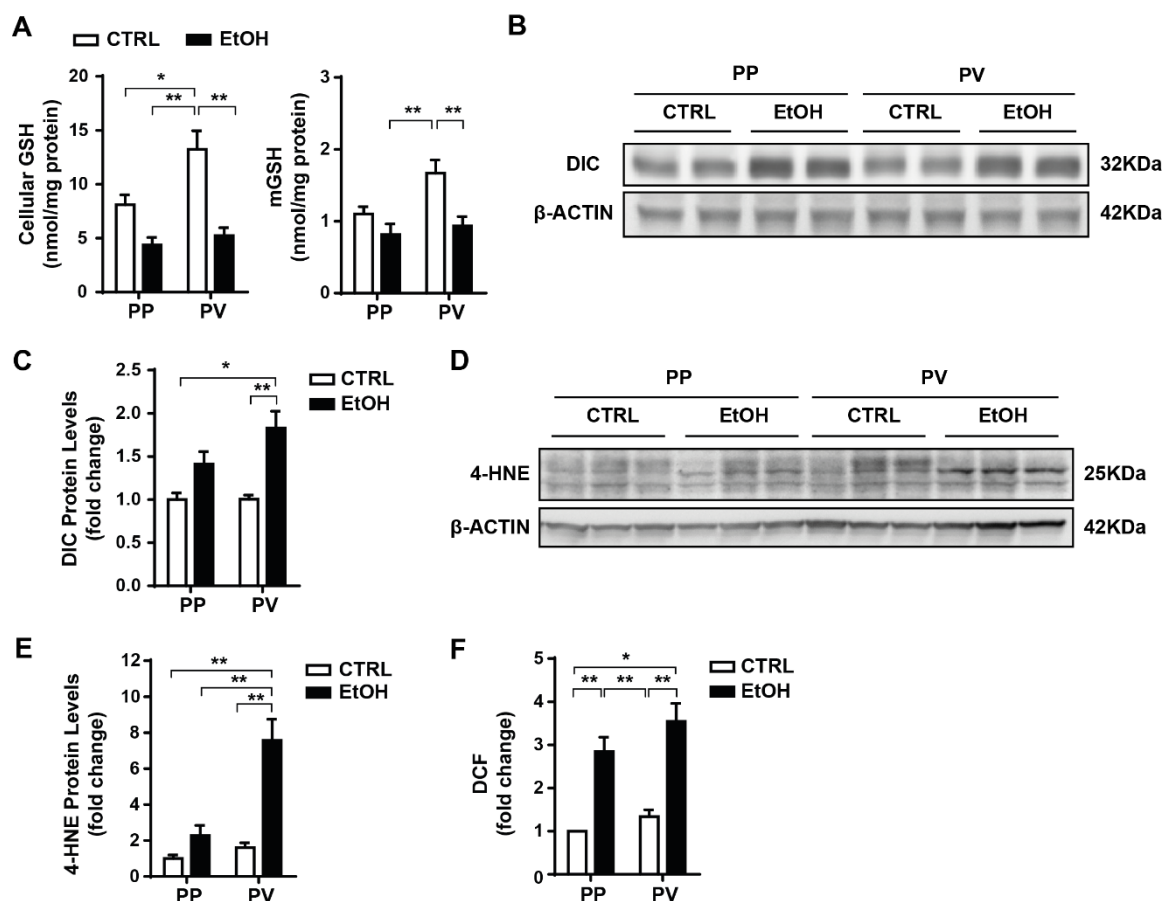 A
CTRL EtOH
Cellular GSH
(nmol/mg protein)
20
15
10
5
0
* 
** **
PP PV
mGSH
(nmol/mg protein)
3
2
1
0
** **
PP PV
B
PP PV
CTRL EtOH CTRL EtOH
DIC 32KDa
β-ACTIN 42KDa
C
DIC Protein Levels
(fold change)
2.5
2.0
1.5
1.0
0.5
0.0
*
**
CTRL
EtOH
PP PV
D
PP PV
CTRL EtOH CTRL EtOH
4-HNE 25KDa
β-ACTIN 42KDa
E
4-HNE Protein Levels
(fold change)
12
10
8
6
4
2
0
**
**
**
CTRL
EtOH
PP PV
F
DCF
(fold change)
5
4
3
2
1
0
*
** ** **
CTRL
EtOH
PP PV